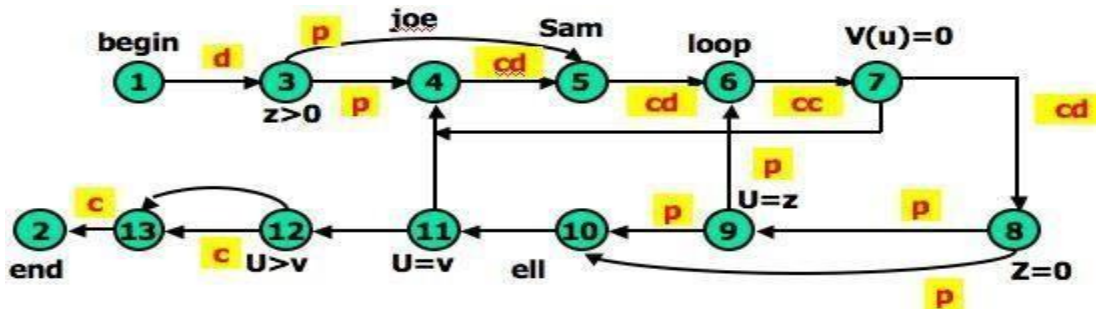 joe
begin d p Sam loop V(u)=0
1 3 4 cd 5 6 7
z>0 p cd cc cd
p
c U=z p
2 13 12 11 10 p 9 8
end c U>v U=v ell Z=0
p